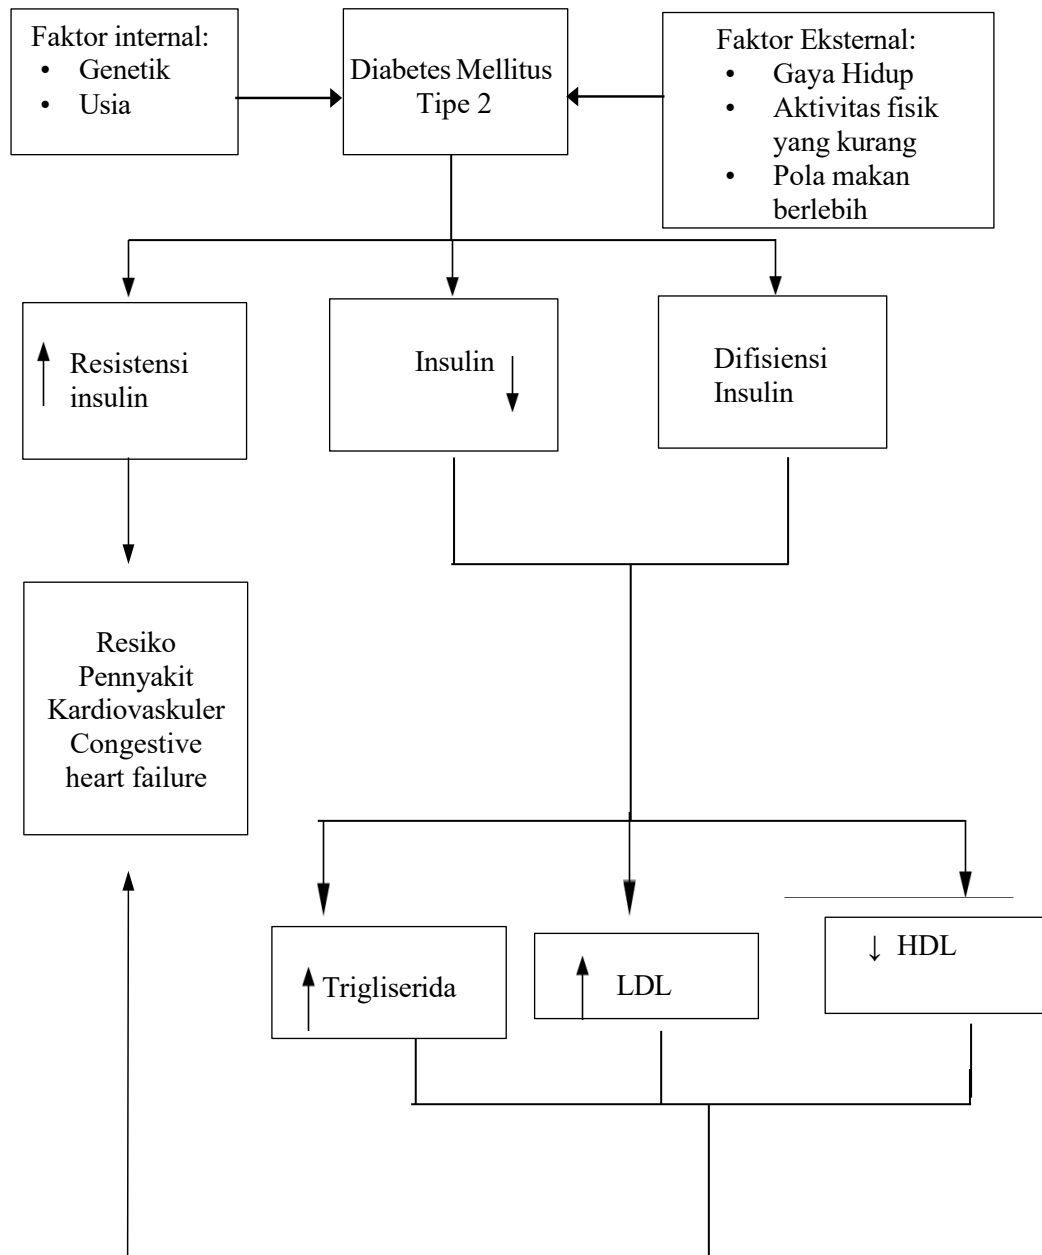 Faktor internal:
• Genetik
• Usia
Diabetes Mellitus
Tipe 2
Faktor Eksternal:
• Gaya Hidup
• Aktivitas fisik
yang kurang
• Pola makan
berlebih
Resistensi
insulin
Insulin
Difisiensi
Insulin
Resiko
Pennyakit
Kardiovaskuler
Congestive
heart failure
Trigliserida
LDL
↓ HDL